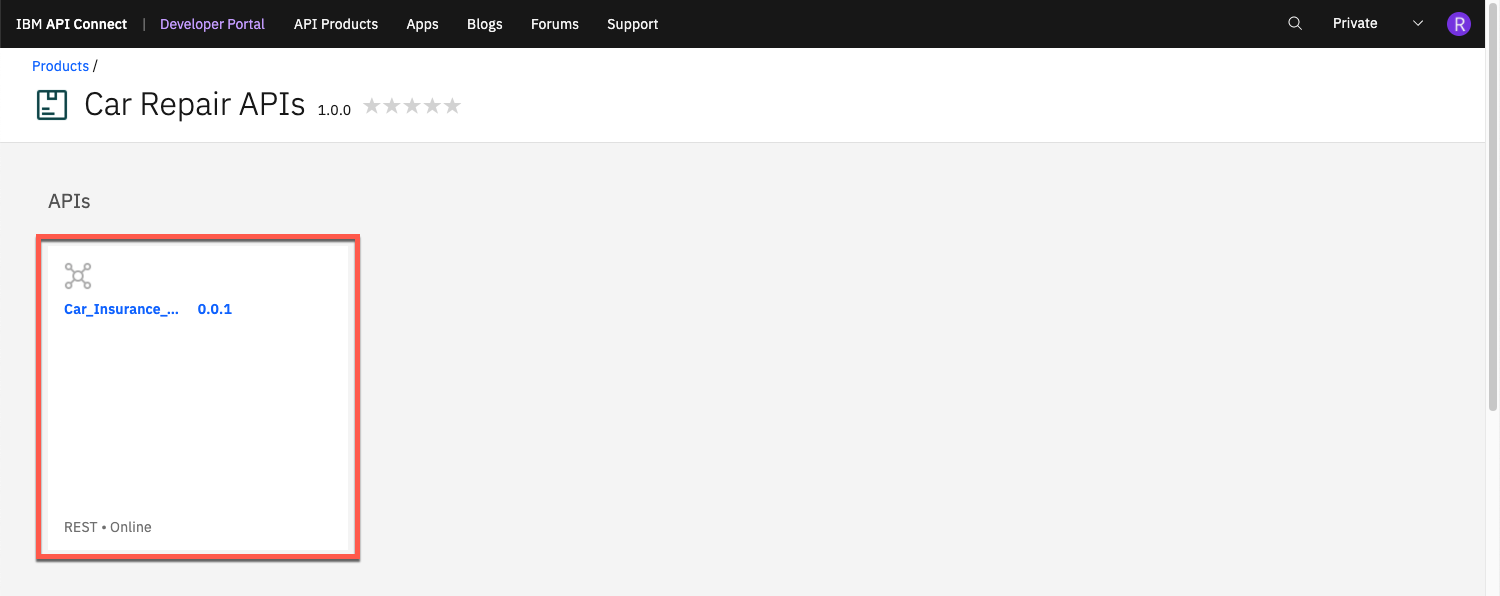 IBM API Connect | Developer Portal API Products Apps Blogs Forums Support Private R
Products /
Car Repair APIs 1.0.0
APIs
Car_Insurance_... 0.0.1
REST • Online